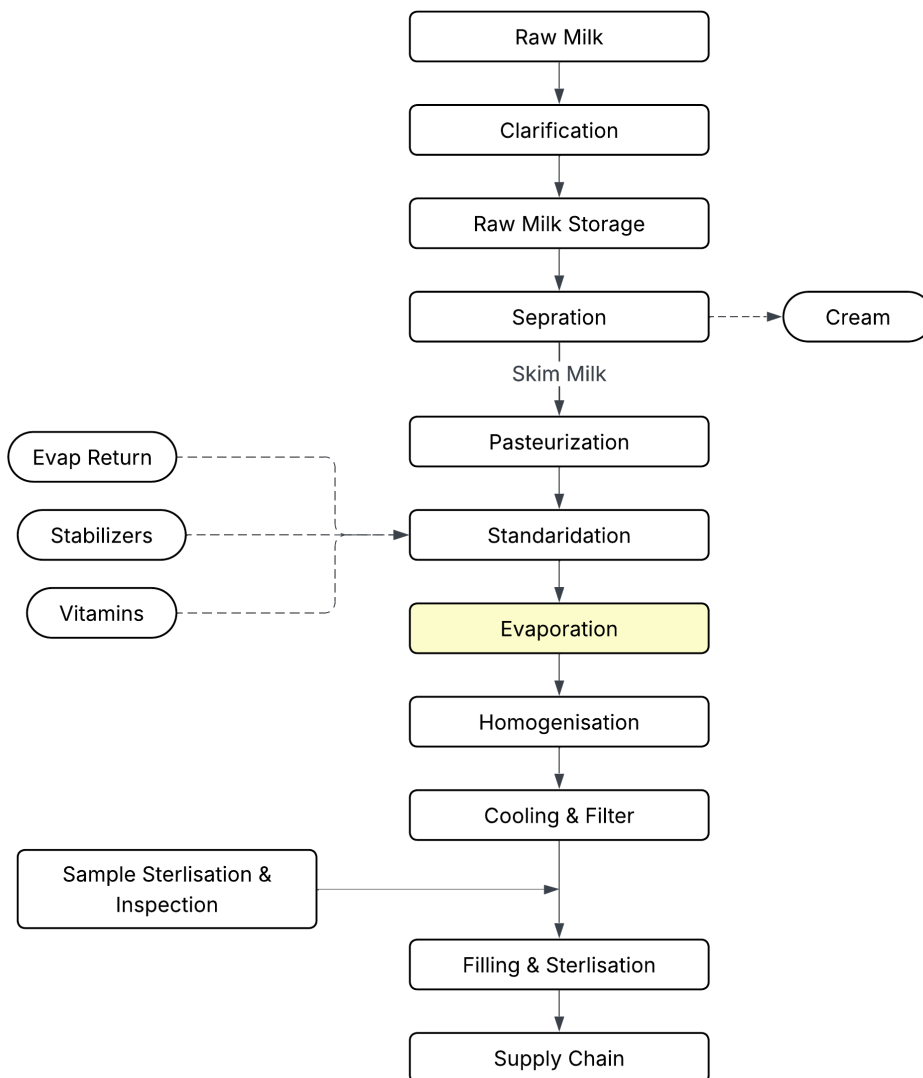 Raw Milk
Clarification
Raw Milk Storage
Sepration
Cream
Skim Milk
Pasteurization
Evap Return
Stabilizers
Standaridation
Vitamins
Evaporation
Homogenisation
Cooling & Filter
Sample Sterlisation &
Inspection
Filling & Sterlisation
Supply Chain